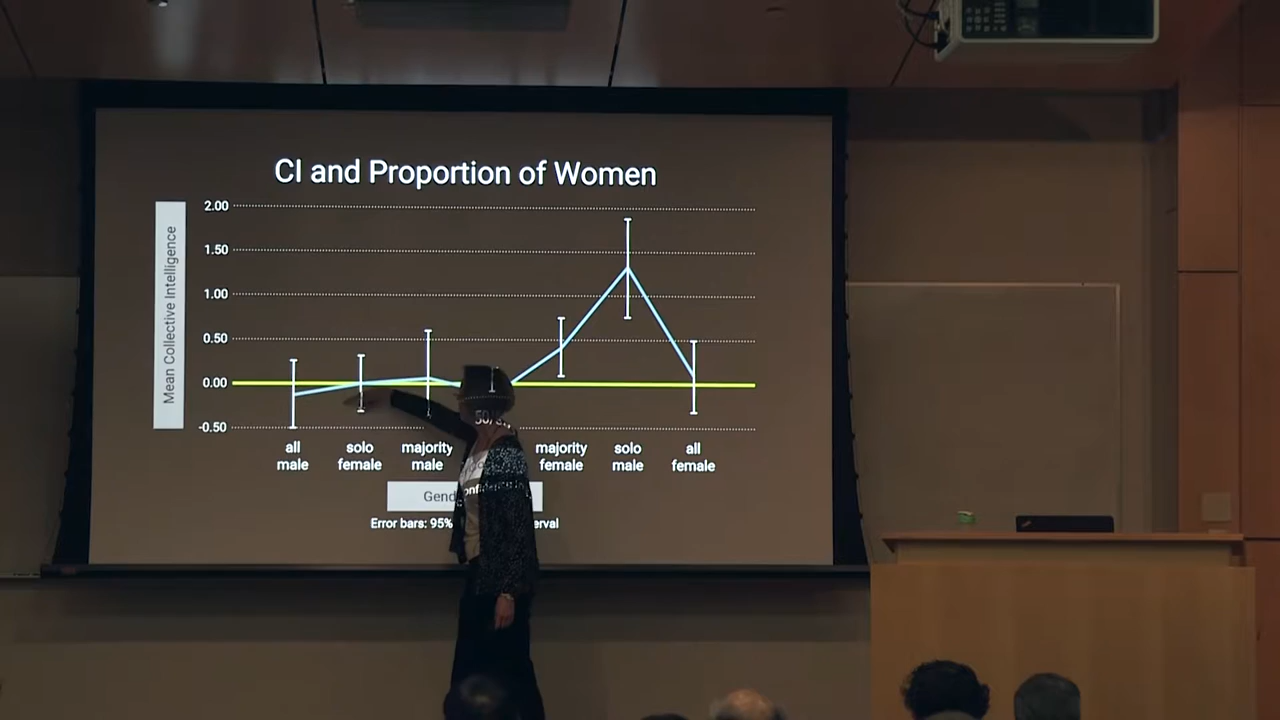 CI and Proportion of Women
Mean Collective Intelligence
2.00
1.50
1.00
0.50
0.00
-0.50
all male
solo female
majority male
majority female
solo male
all female
Error bars: 95%